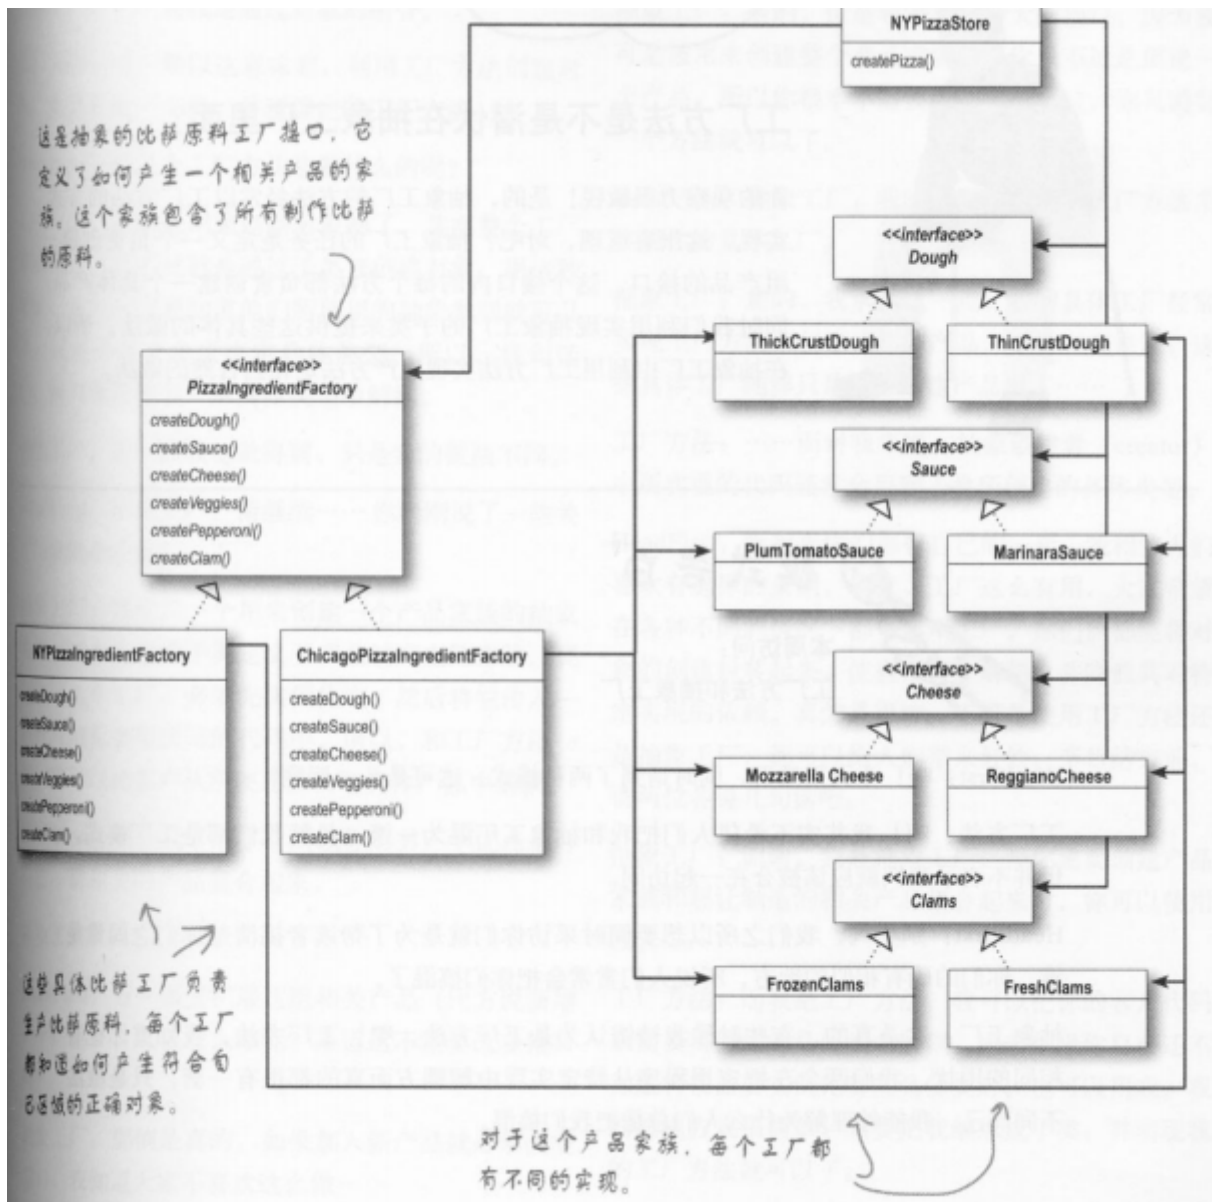 NYPizzaStore
createPizza()
这是抽象的比萨原料工厂接口，它
定义了如何产生一个相关产品的家
族，这个家族包含了所有制作比萨
的原料。
<<interface>>
Dough
ThickCrustDough
ThinCrustDough
<<interface>>
PizzaIngredientFactory
createDough()
createSauce()
createCheese()
createVeggies()
createPepperoni()
createClam()
<<interface>>
Sauce
PlumTomatoSauce
MarinaraSauce
NYPizzaIngredientFactory
createDough()
createSauce()
createCheese()
createVeggies()
createPepperoni()
createClam()
ChicagoPizzaIngredientFactory
createDough()
createSauce()
createCheese()
createVeggies()
createPepperoni()
createClam()
<<interface>>
Cheese
Mozzarella Cheese
ReggianoCheese
<<interface>>
Clams
FrozenClams
FreshClams
这些具体比萨工厂负责
生产比萨原料，每个工厂
都知道如何产生符合自
己区域的正确对象。
对于这个产品家族，每个工厂都
有不同的实现。